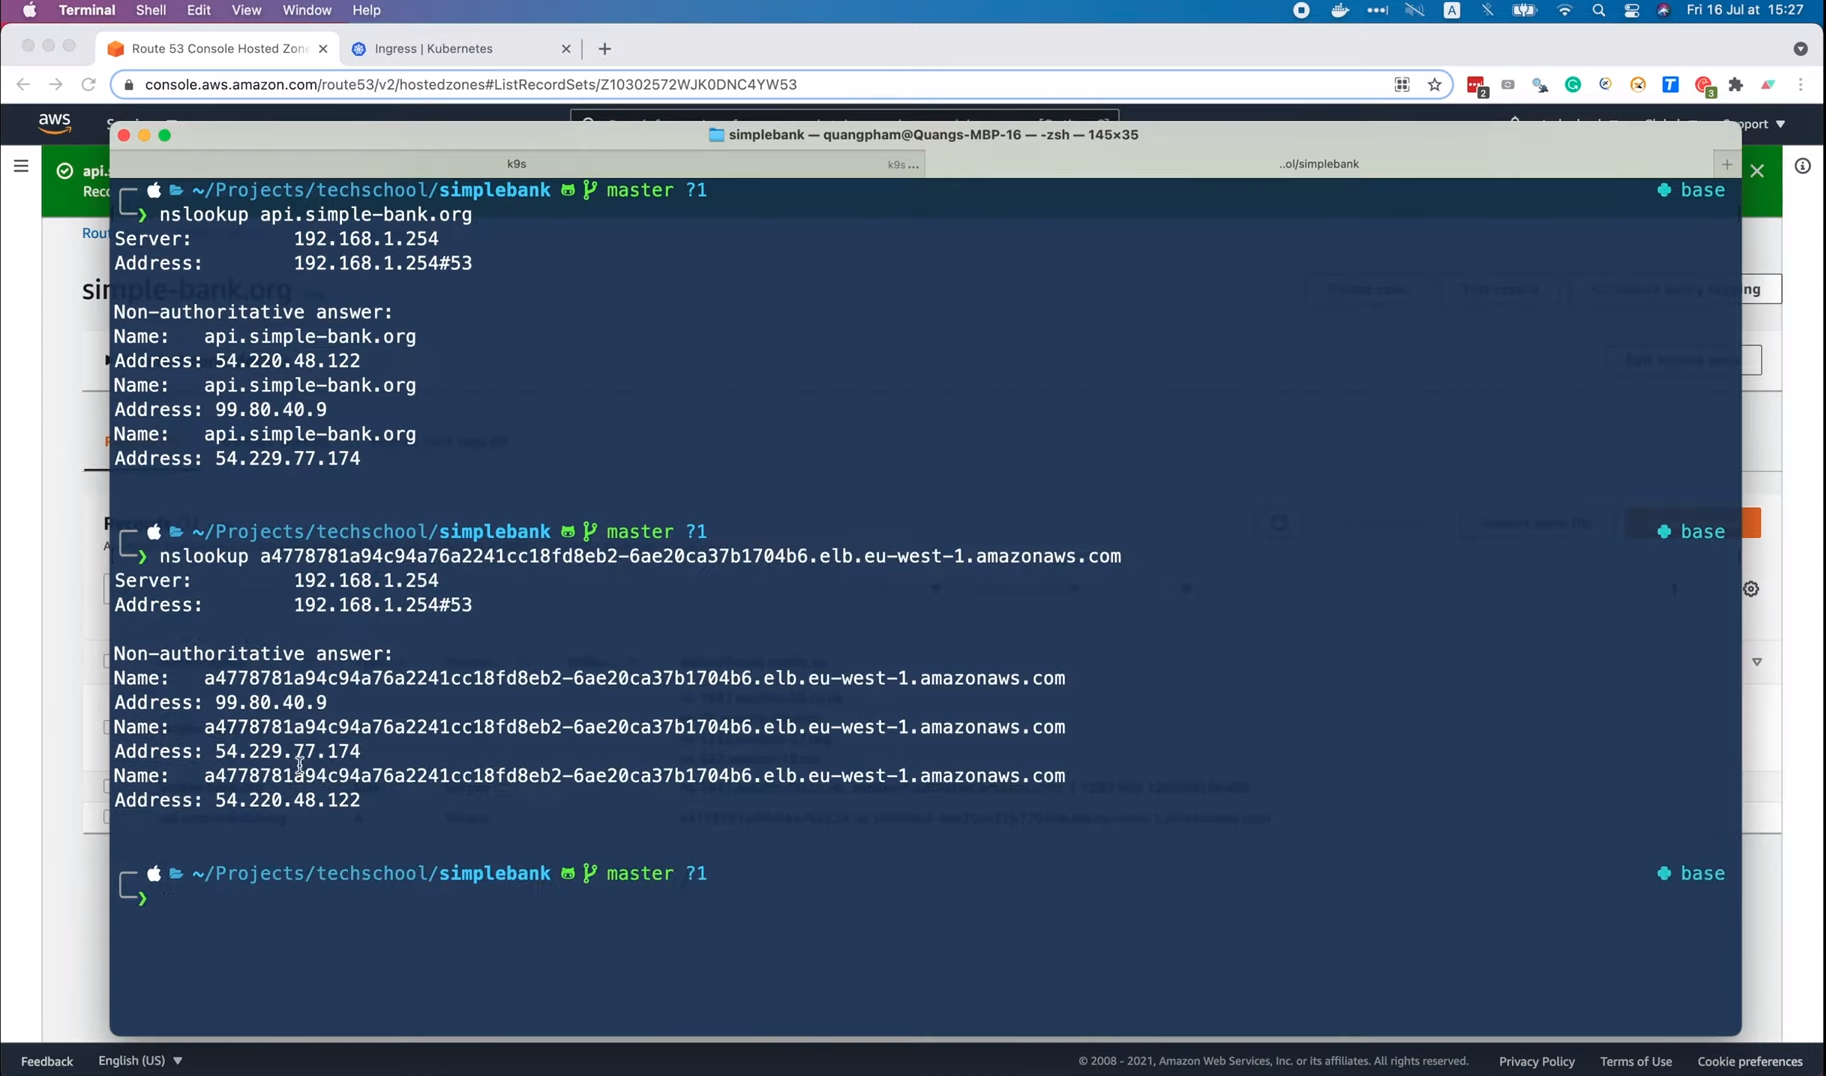 Terminal Shell Edit View Window Help
A
Fri 16 Jul at 15:27
Route 53 Console Hosted Zon
Ingress | Kubernetes
console.aws.amazon.com/route53/v2/hostedzones#ListRecordSets/Z10302572WJK0DNC4YW53
2
T
3
aws
simplebank — quangpham@Quangs-MBP-16 — -zsh — 145×35
k9s
k9s...
..ol/simplebank
~/Projects/techschool/simplebank master ?1 base
❯ nslookup api.simple-bank.org
Server: 192.168.1.254
Address: 192.168.1.254#53
Non-authoritative answer:
Name: api.simple-bank.org
Address: 54.220.48.122
Name: api.simple-bank.org
Address: 99.80.40.9
Name: api.simple-bank.org
Address: 54.229.77.174
~/Projects/techschool/simplebank master ?1 base
❯ nslookup a4778781a94c94a76a2241cc18fd8eb2-6ae20ca37b1704b6.elb.eu-west-1.amazonaws.com
Server: 192.168.1.254
Address: 192.168.1.254#53
Non-authoritative answer:
Name: a4778781a94c94a76a2241cc18fd8eb2-6ae20ca37b1704b6.elb.eu-west-1.amazonaws.com
Address: 99.80.40.9
Name: a4778781a94c94a76a2241cc18fd8eb2-6ae20ca37b1704b6.elb.eu-west-1.amazonaws.com
Address: 54.229.77.174
Name: a4778781a94c94a76a2241cc18fd8eb2-6ae20ca37b1704b6.elb.eu-west-1.amazonaws.com
Address: 54.220.48.122
~/Projects/techschool/simplebank master ?1 base
❯
Feedback English (US)
© 2008 - 2021, Amazon Web Services, Inc. or its affiliates. All rights reserved. Privacy Policy Terms of Use Cookie preferences